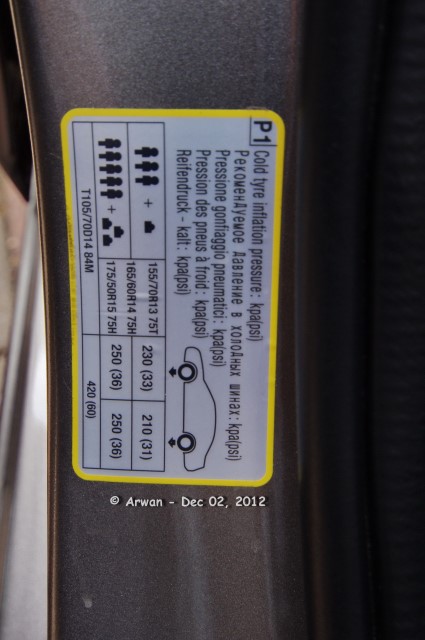 P1
Cold tyre inflation pressure: kpa(psi)
Рекомендуемое давление в холодных шинах: kpa(psi)
Pressione gonfiaggio pneumatici: kpa(psi)
Pression des pneus à froid: kpa(psi)
Reifendruck - kalt: kpa(psi)
+
155/70R13 75T
165/60R14 75H
175/50R15 75H
230 (33)
210 (31)
+
250 (36)
250 (36)
T105/70D14 84M
420 (60)
© Arwan - Dec 02, 2012